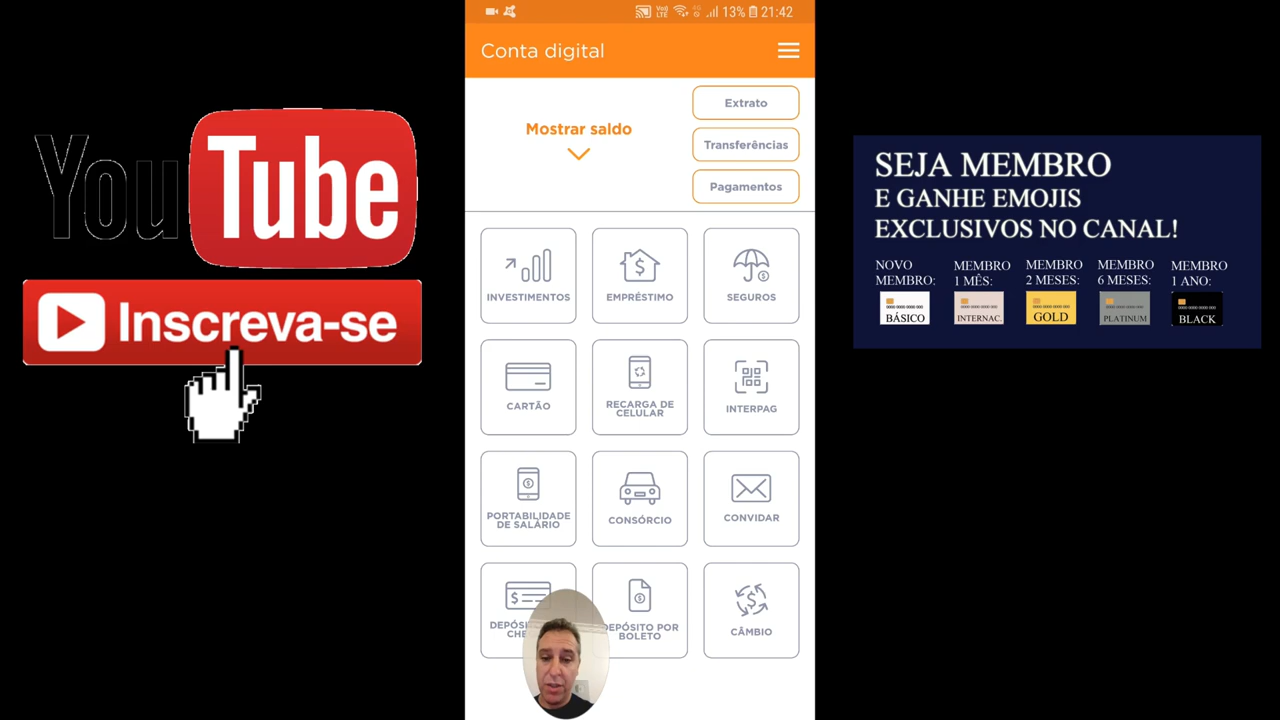 VoLTE 4G 13% 21:42
Conta digital
Mostrar saldo
Extrato
Transferências
Pagamentos
INVESTIMENTOS
EMPRÉSTIMO
SEGUROS
CARTÃO
RECARGA DE
CELULAR
INTERPAG
PORTABILIDADE
DE SALÁRIO
CONSÓRCIO
CONVIDAR
DEPÓSITO POR
BOLETO
CÂMBIO
YouTube
Inscreva-se
SEJA MEMBRO
E GANHE EMOJIS
EXCLUSIVOS NO CANAL!
NOVO
MEMBRO:
BÁSICO
MEMBRO
1 MÊS:
INTERNAC.
MEMBRO
2 MESES:
GOLD
MEMBRO
6 MESES:
PLATINUM
MEMBRO
1 ANO:
BLACK